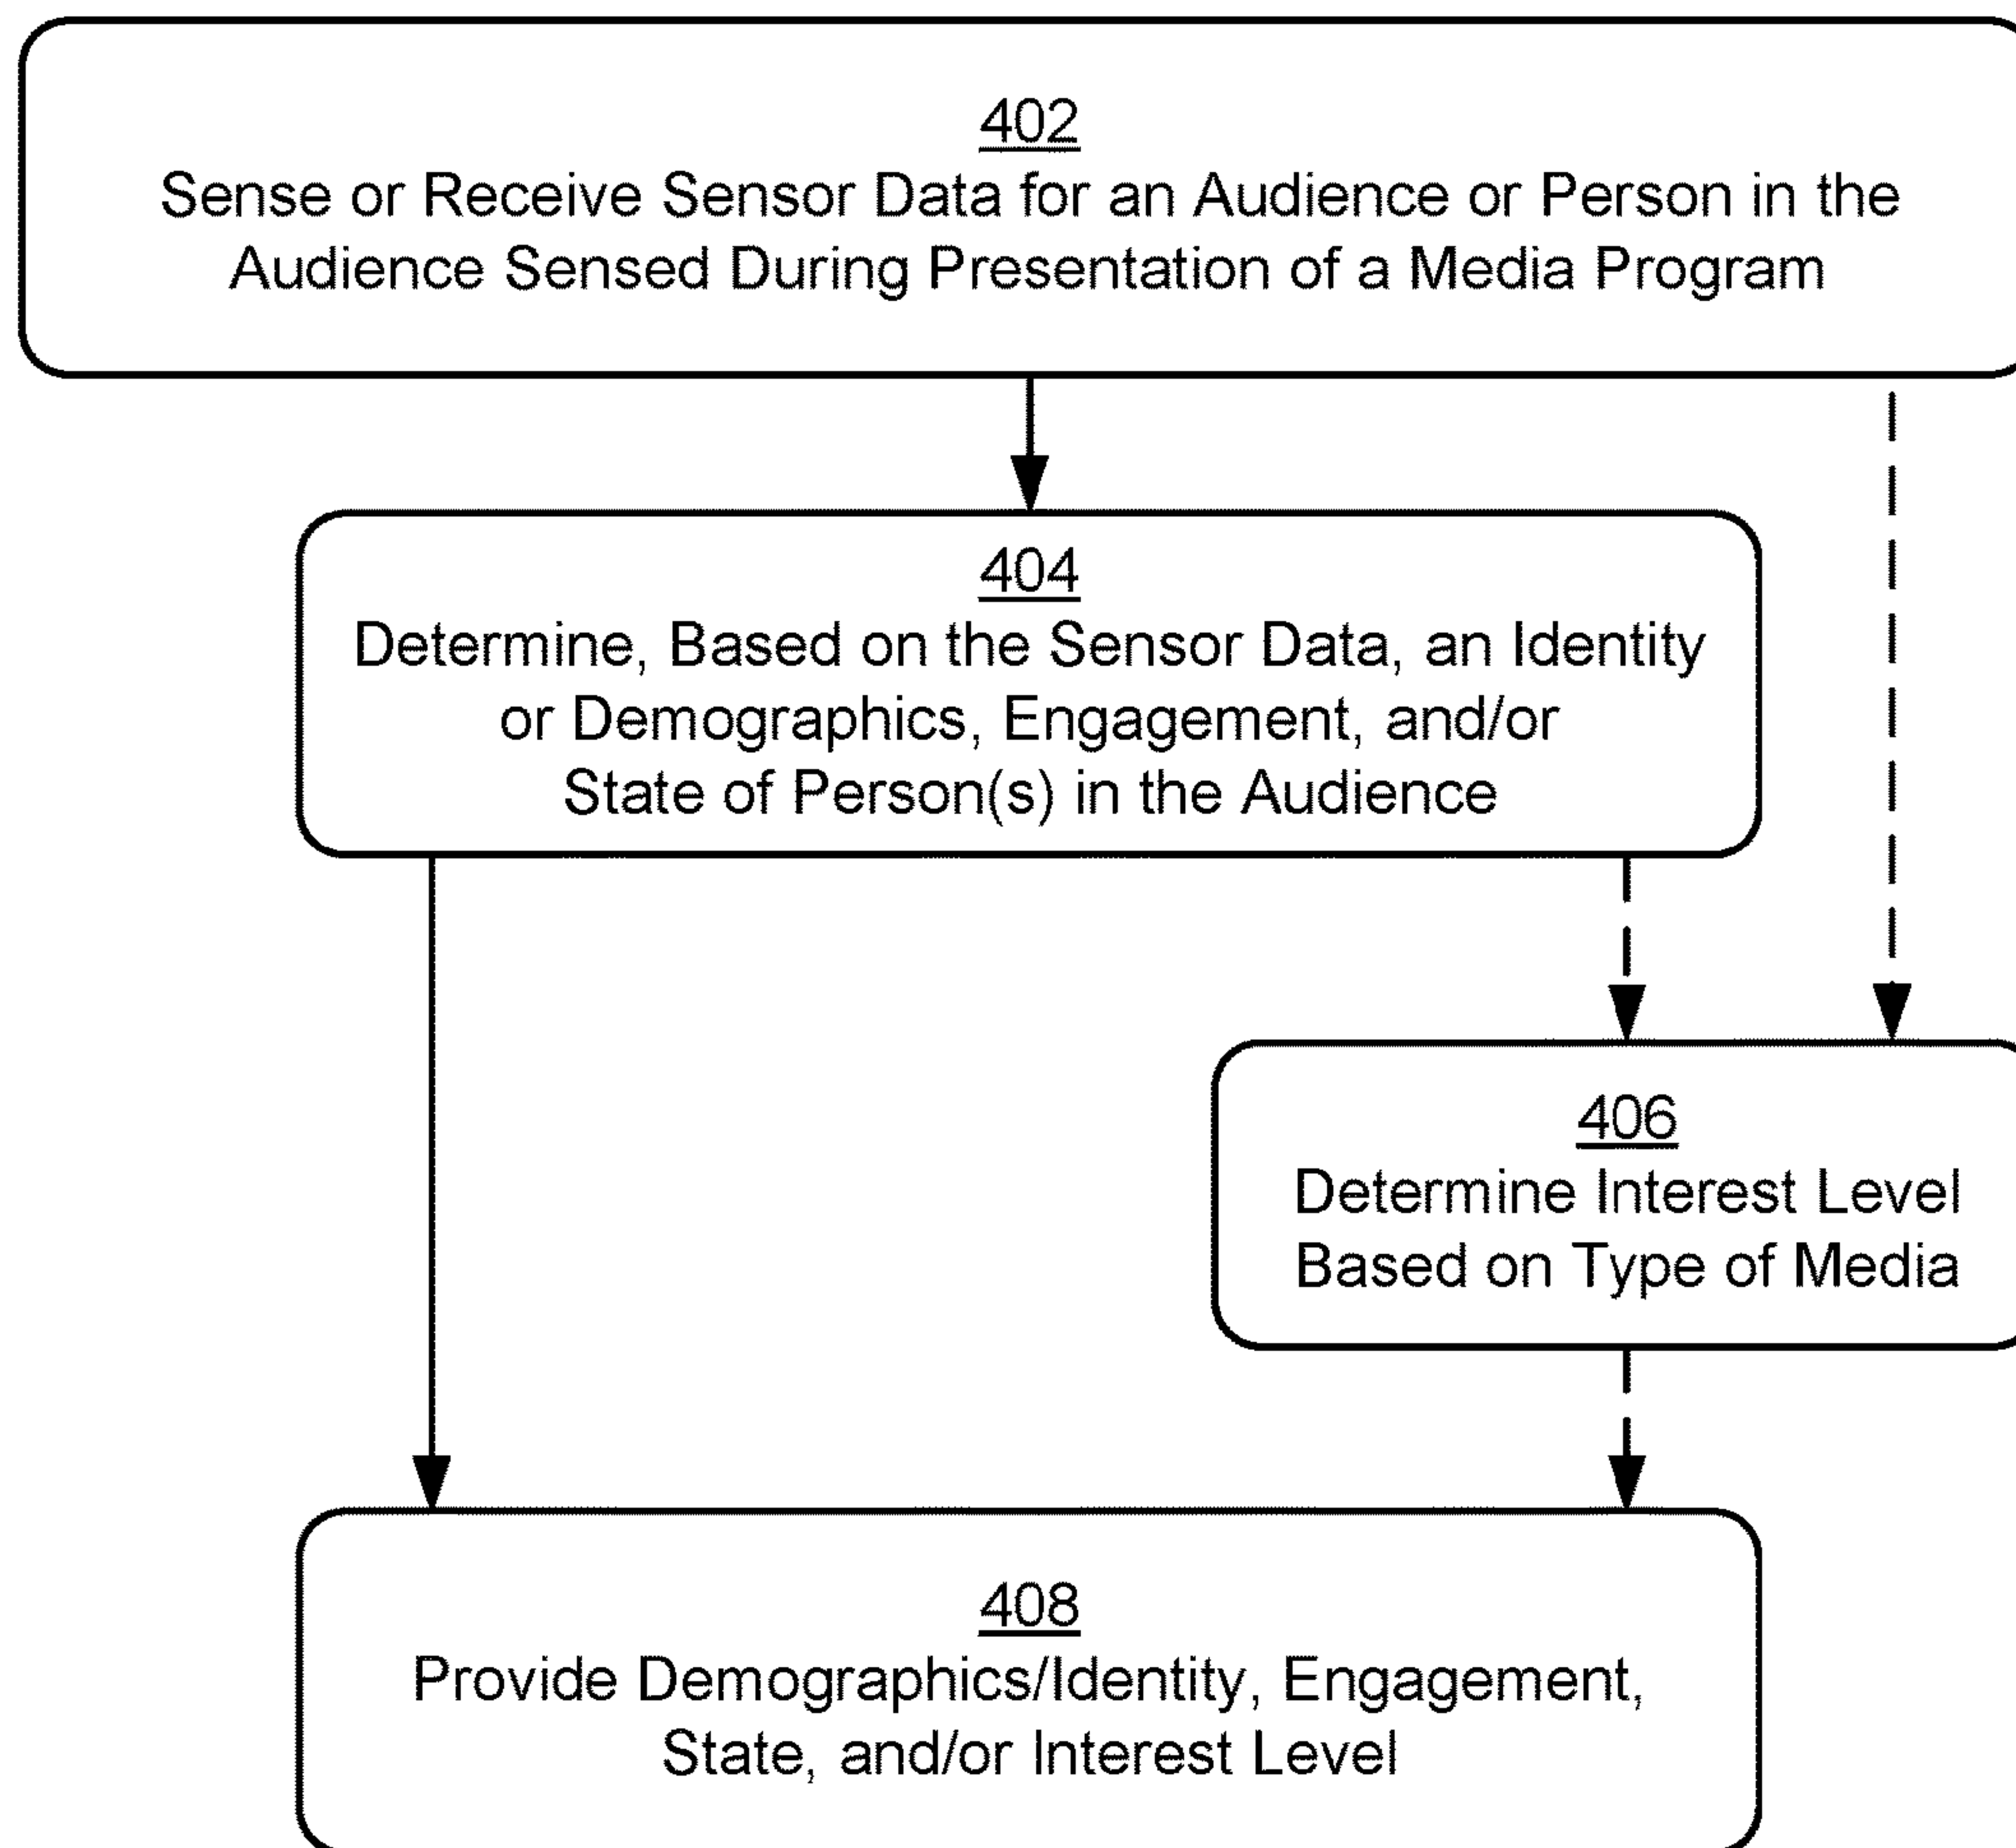 402
Sense or Receive Sensor Data for an Audience or Person in the
Audience Sensed During Presentation of a Media Program
404
Determine, Based on the Sensor Data, an Identity
or Demographics, Engagement, and/or
State of Person(s) in the Audience
406
Determine Interest Level
Based on Type of Media
408
Provide Demographics/Identity, Engagement,
State, and/or Interest Level